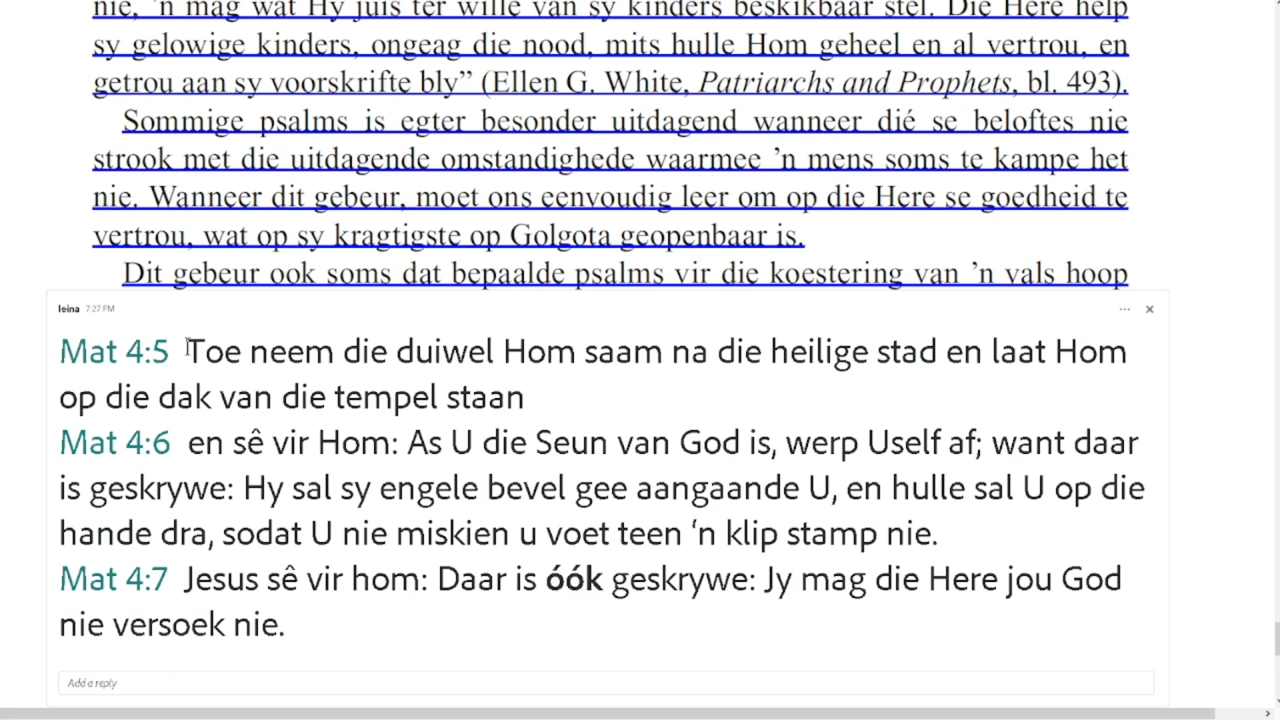 nie, ’n mag wat Hy juis ter wille van sy kinders beskikbaar stel. Die Here help
sy gelowige kinders, ongeag die nood, mits hulle Hom geheel en al vertrou, en
getrou aan sy voorskrifte bly” (Ellen G. White, Patriarchs and Prophets, bl. 493).
Sommige psalms is egter besonder uitdagend wanneer dié se beloftes nie
strook met die uitdagende omstandighede waarmee ’n mens soms te kampe het
nie. Wanneer dit gebeur, moet ons eenvoudig leer om op die Here se goedheid te
vertrou, wat op sy kragtigste op Golgota geopenbaar is.
Dit gebeur ook soms dat bepaalde psalms vir die koestering van ’n vals hoop
leina 7:27 PM
Mat 4:5 Toe neem die duiwel Hom saam na die heilige stad en laat Hom
op die dak van die tempel staan
Mat 4:6 en sê vir Hom: As U die Seun van God is, werp Uself af; want daar
is geskrywe: Hy sal sy engele bevel gee aangaande U, en hulle sal U op die
hande dra, sodat U nie miskien u voet teen ‘n klip stamp nie.
Mat 4:7 Jesus sê vir hom: Daar is óók geskrywe: Jy mag die Here jou God
nie versoek nie.
Add a reply